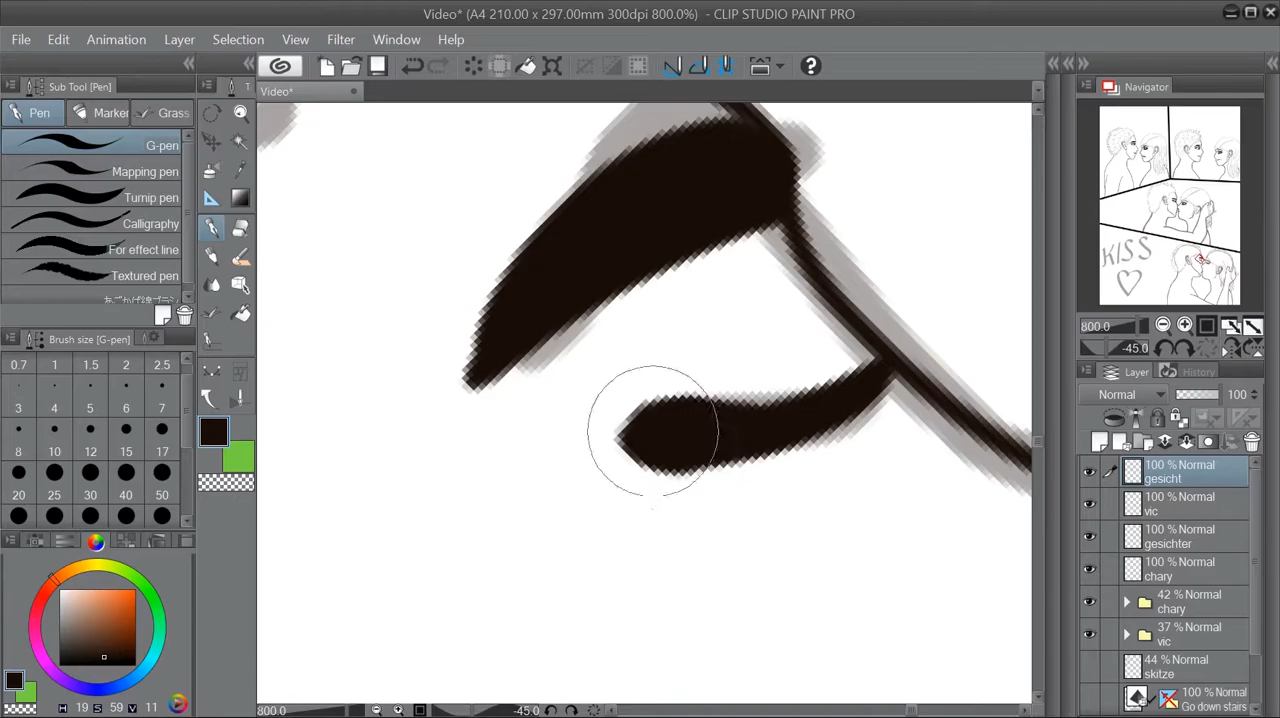 Video* (A4 210.00 x 297.00mm 300dpi 800.0%)  - CLIP STUDIO PAINT PRO
File Edit Animation Layer Selection View Filter Window Help
Sub Tool [Pen]
T
Video*
Navigator
Pen Marker Grass
G-pen
Mapping pen
Turnip pen
Calligraphy
For effect line
Textured pen
KISS
800.0
-45.0
Brush size [G-pen]
0.7 1 1.5 2 2.5
3 4 5 6 7
8 10 12 15 17
20 25 30 40 50
Layer History
Normal 100
100 % Normal
gesicht
100 % Normal
vic
100 % Normal
gesichter
100 % Normal
chary
42 % Normal
chary
37 % Normal
vic
44 % Normal
skitze
100 % Normal
Go down stairs
H 19 S 59 V 11
800.0 -45.0